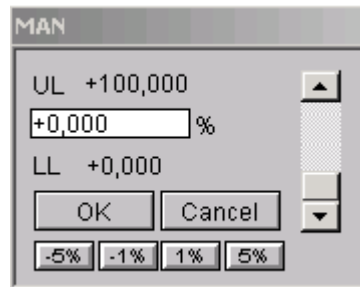 MAN
UL +100,000
+0,000 %
LL +0,000
OK Cancel
-5% -1% 1% 5%